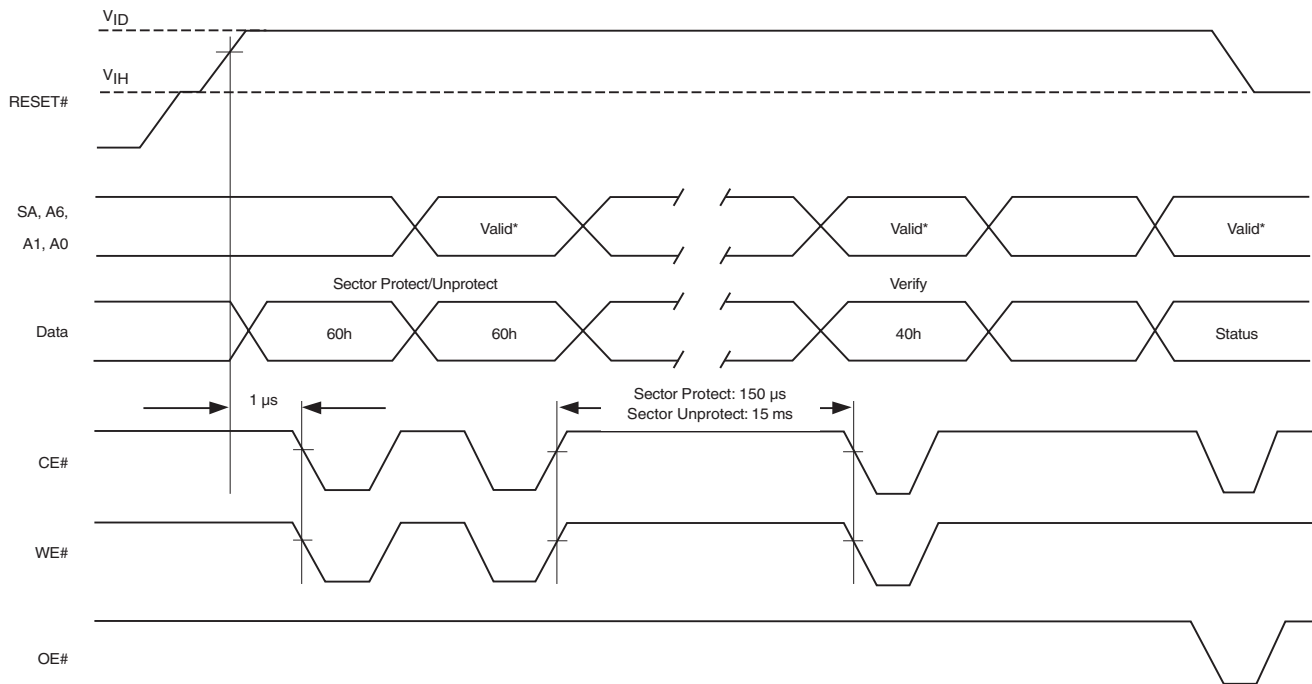 VID
VIH
RESET#
SA, A6,
A1, A0
Valid*
Valid*
Valid*
Sector Protect/Unprotect
Verify
Data
60h
60h
40h
Status
1 µs
Sector Protect: 150 µs
Sector Unprotect: 15 ms
CE#
WE#
OE#